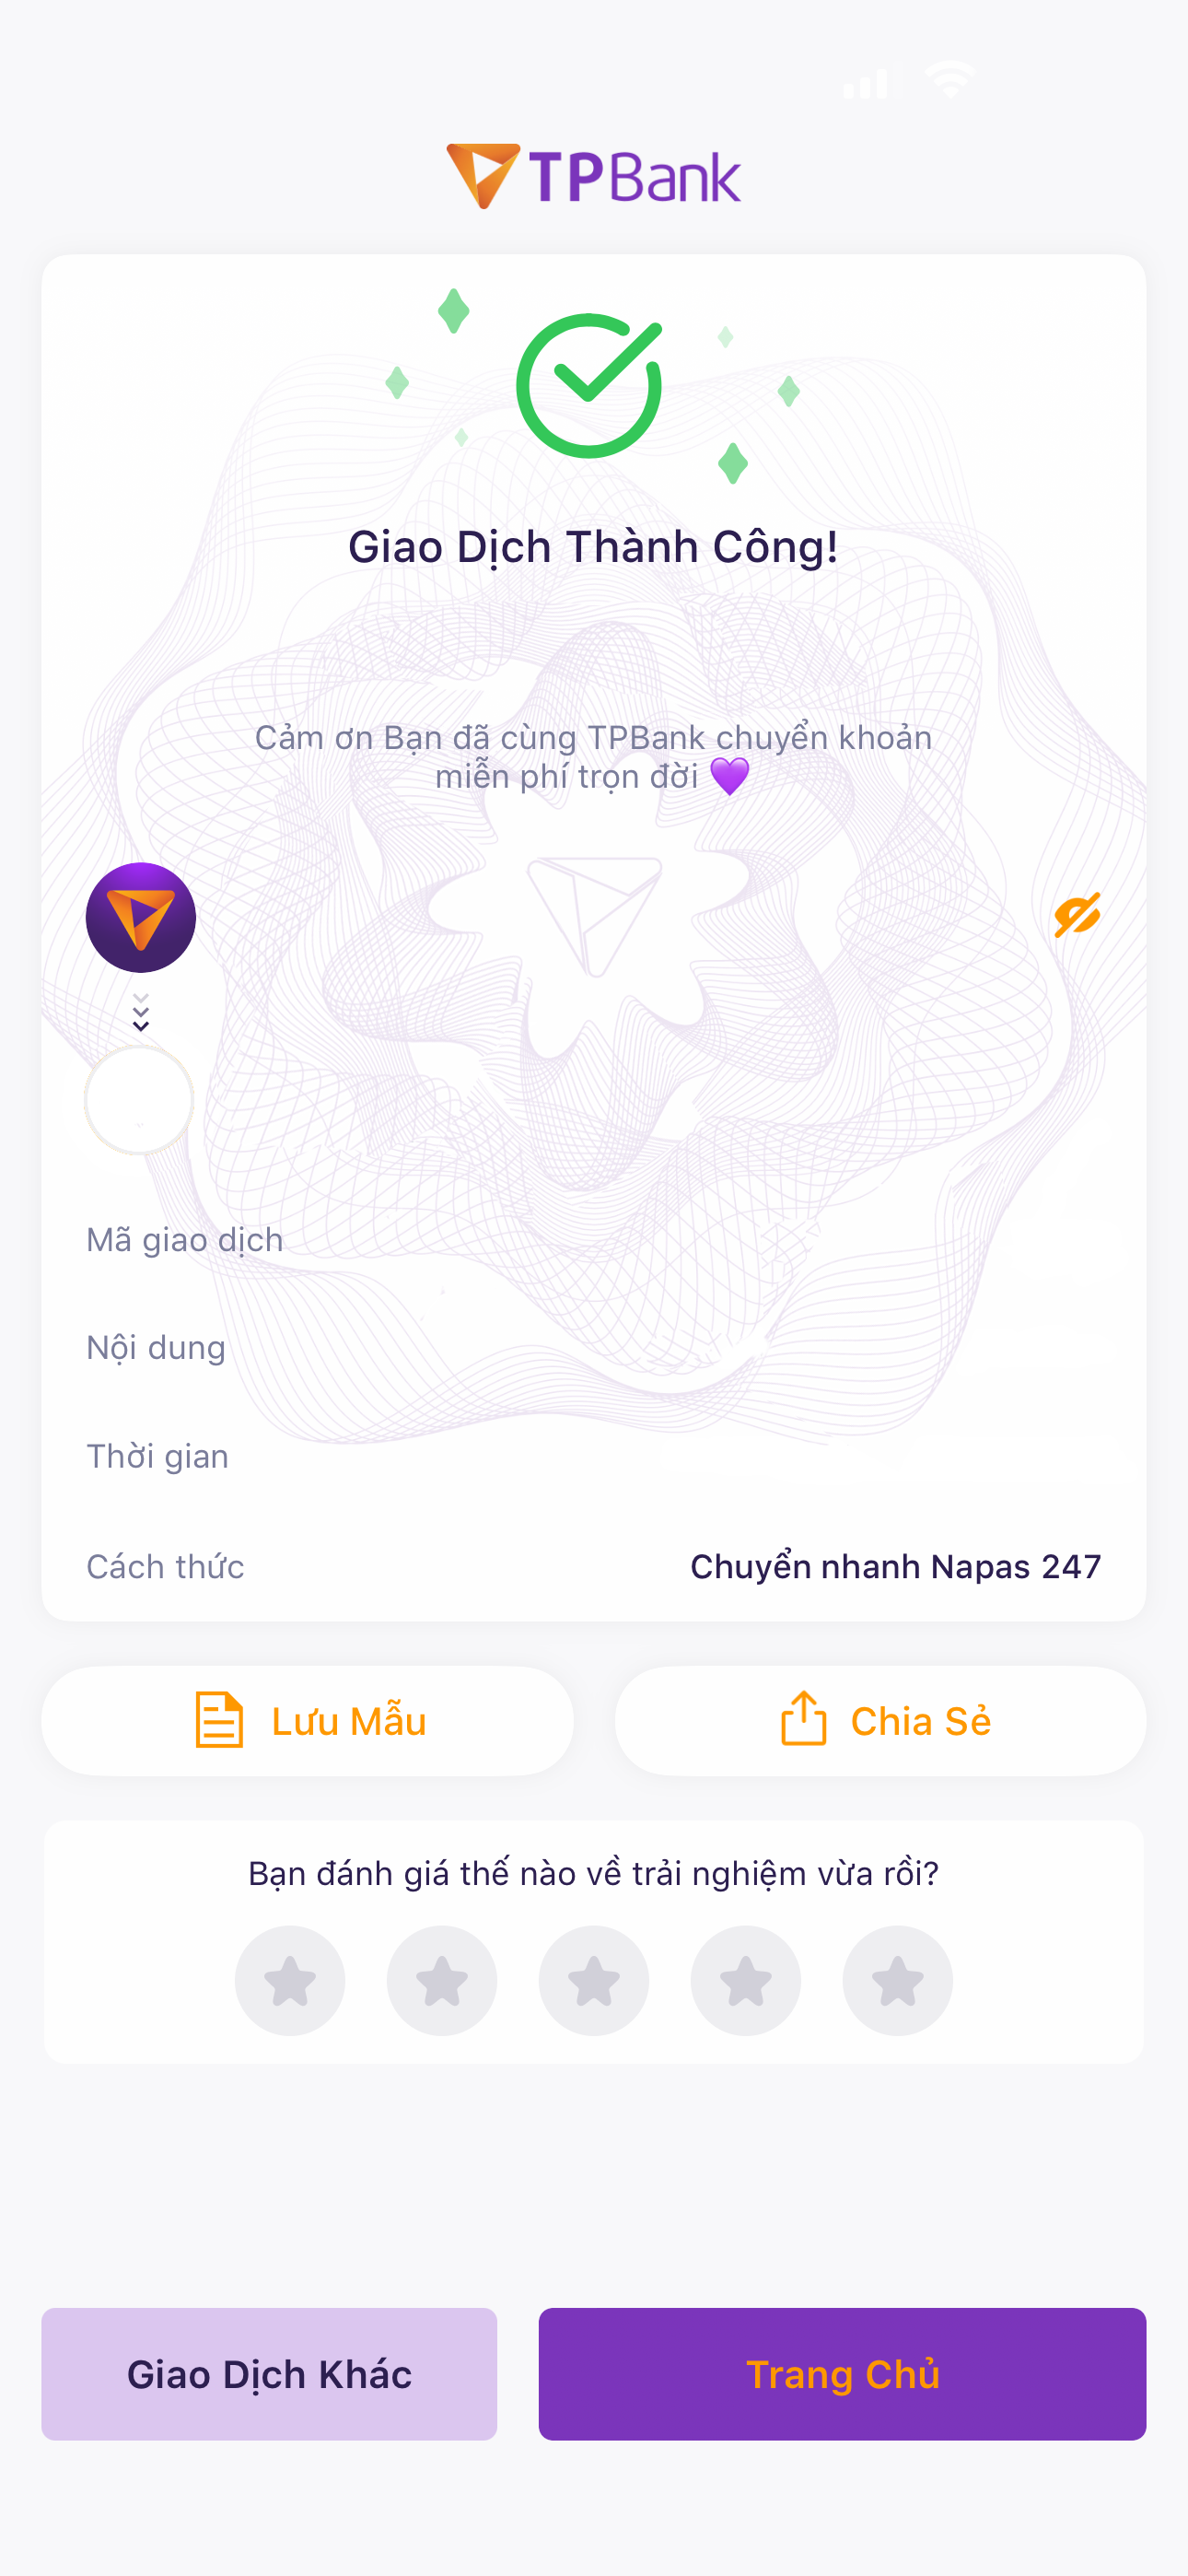 TPBank
Giao Dịch Thành Công!
Cảm ơn Bạn đã cùng TPBank chuyển khoản
miễn phí trọn đời 💜
Mã giao dịch
Nội dung
Thời gian
Cách thức Chuyển nhanh Napas 247
Lưu Mẫu Chia Sẻ
Bạn đánh giá thế nào về trải nghiệm vừa rồi?
Giao Dịch Khác Trang Chủ